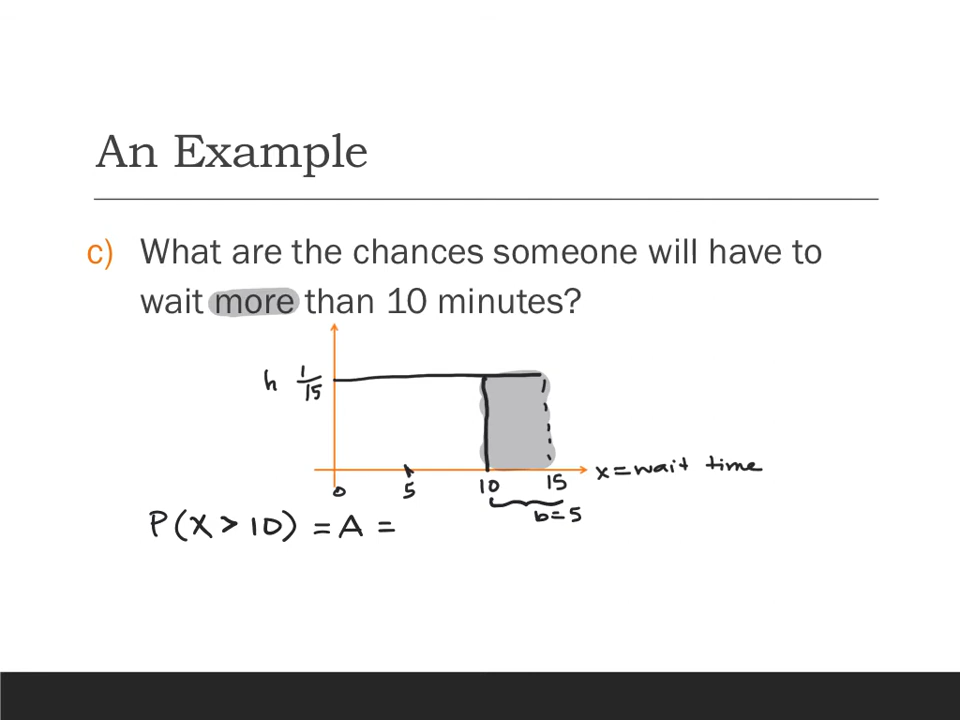 An Example
c) What are the chances someone will have to
wait more than 10 minutes?
h 1/15
x = wait time
0 5 10 15
b = 5
P(X > 10) = A =